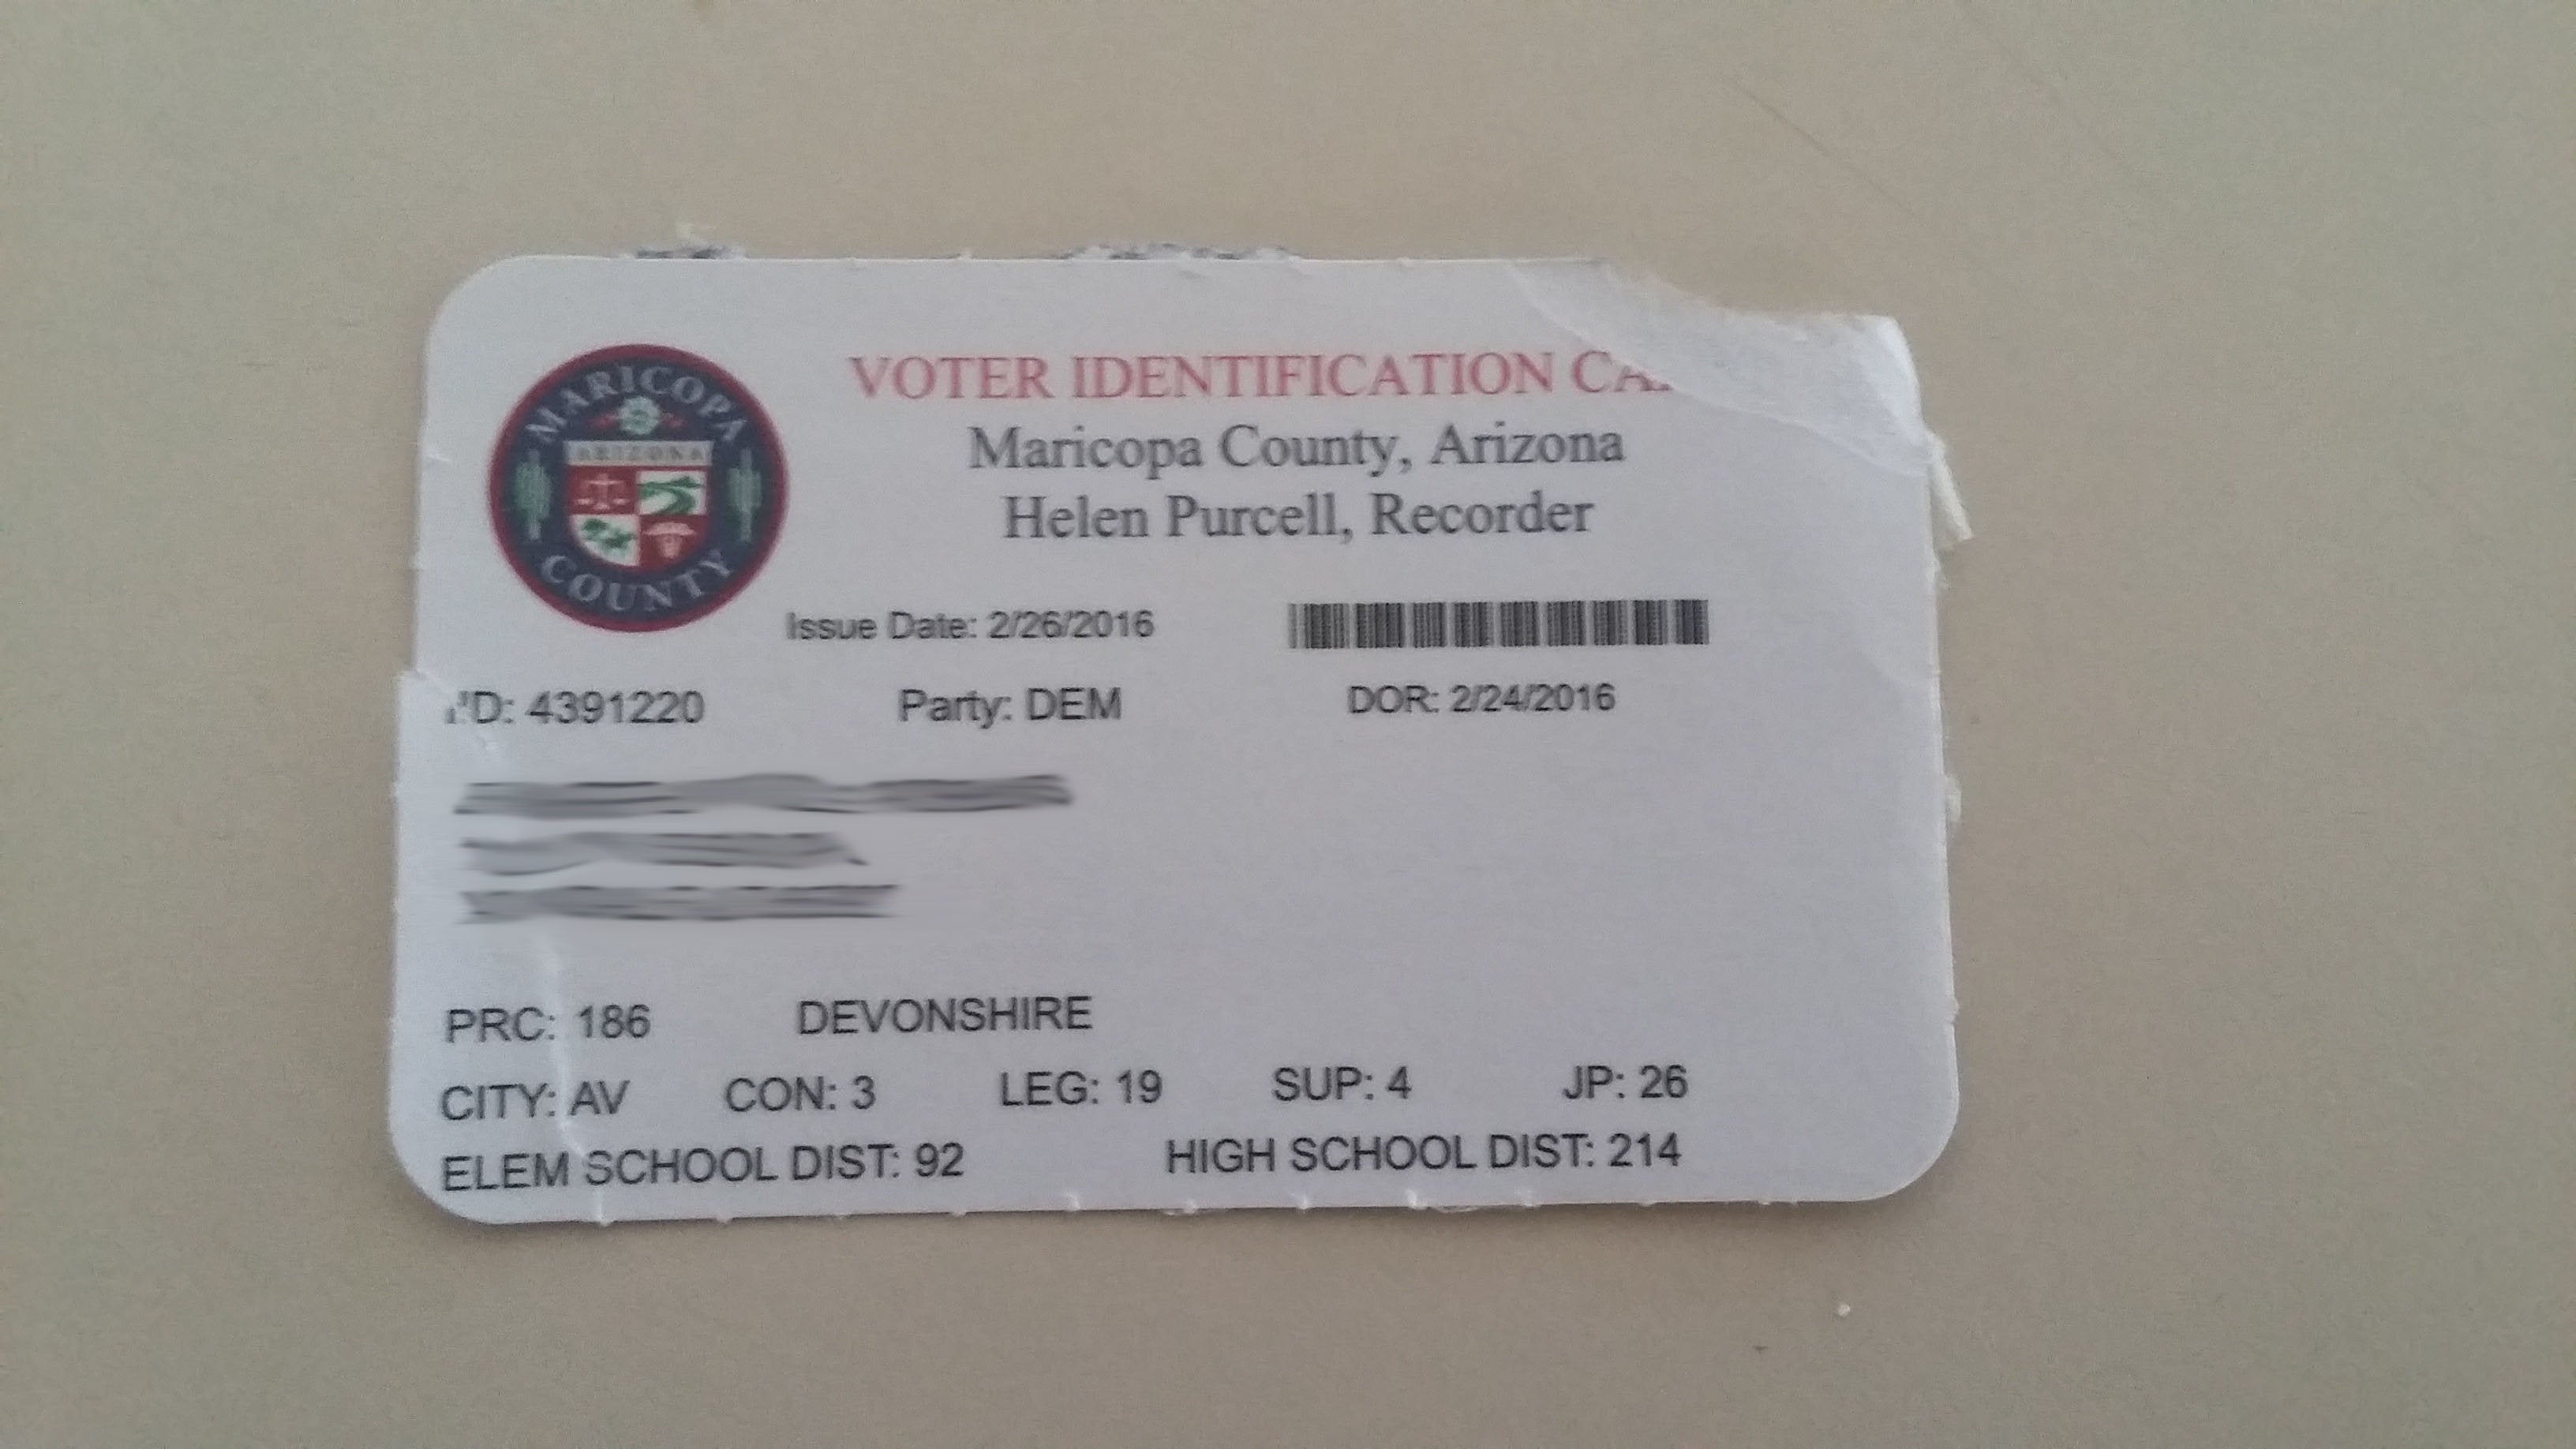 MARICOPA
ARIZONA
COUNTY
VOTER IDENTIFICATION
Maricopa County, Arizona
Helen Purcell, Recorder
Issue Date: 2/26/2016
ID: 4391220 Party: DEM DOR: 2/24/2016
PRC: 186 DEVONSHIRE
CITY: AV CON: 3 LEG: 19 SUP: 4 JP: 26
ELEM SCHOOL DIST: 92 HIGH SCHOOL DIST: 214